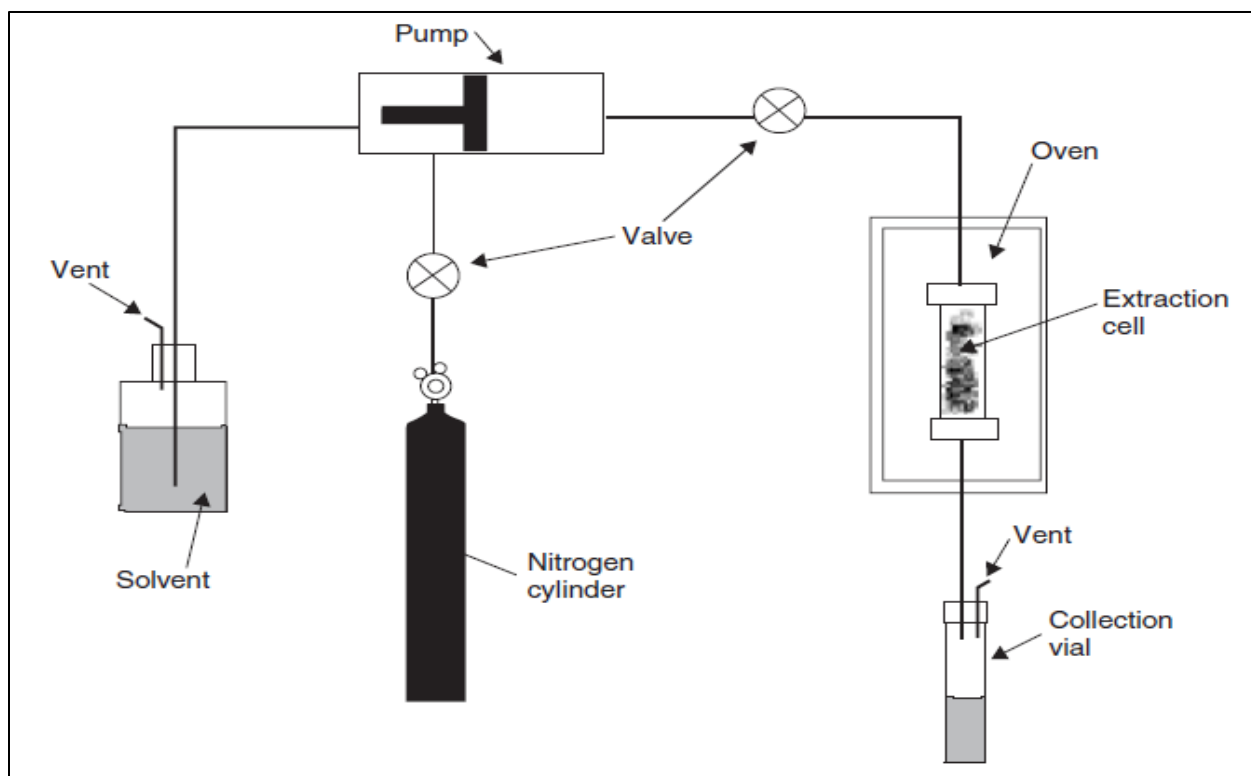 Pump
Oven
Valve
Vent
Extraction
cell
Solvent
Nitrogen
cylinder
Vent
Collection
vial